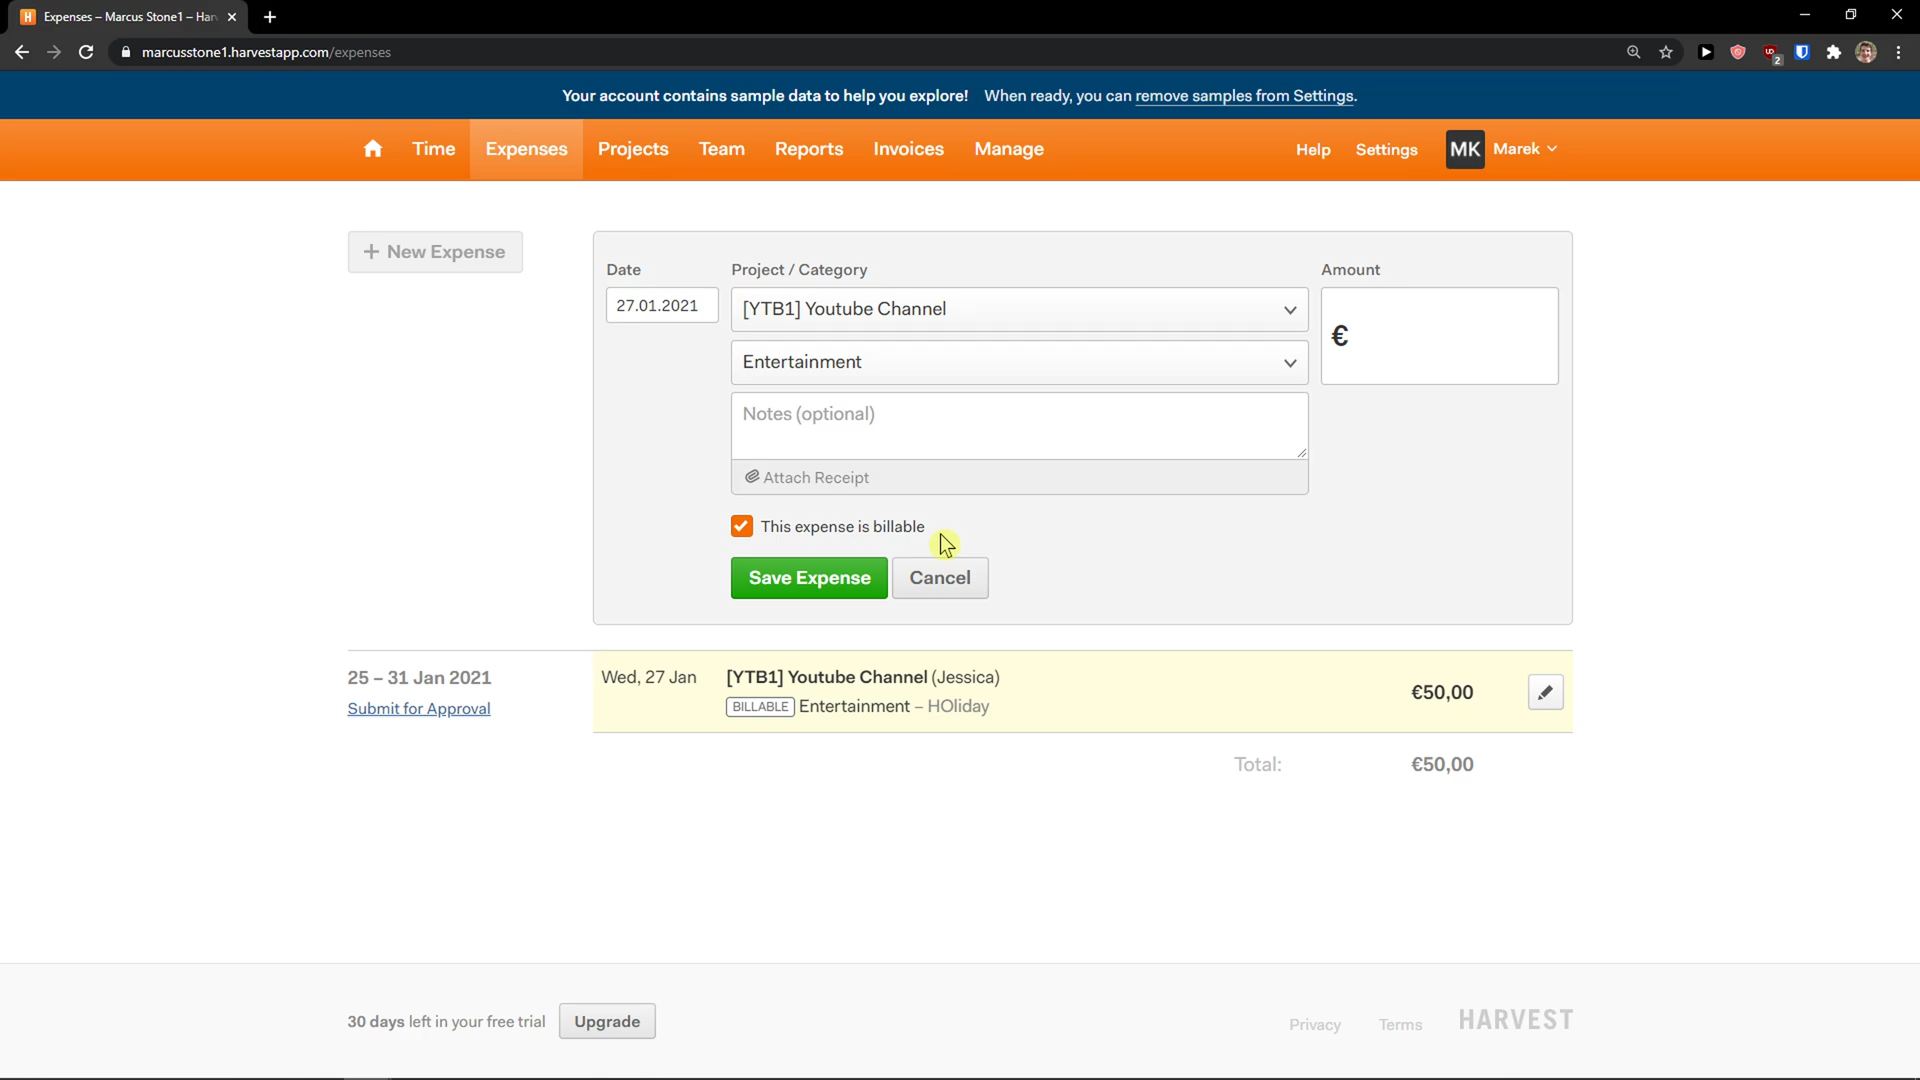 Expenses – Marcus Stone1 – Har
marcusstone1.harvestapp.com/expenses
2
Your account contains sample data to help you explore! When ready, you can remove samples from Settings.
Time Expenses Projects Team Reports Invoices Manage Help Settings MK Marek
+ New Expense
Date Project / Category Amount
27.01.2021 [YTB1] Youtube Channel
€
Entertainment
Notes (optional)
Attach Receipt
This expense is billable
Save Expense Cancel
25 – 31 Jan 2021 Wed, 27 Jan [YTB1] Youtube Channel (Jessica)
€50,00
Submit for Approval BILLABLE Entertainment – HOliday
Total: €50,00
30 days left in your free trial Upgrade Privacy Terms HARVEST